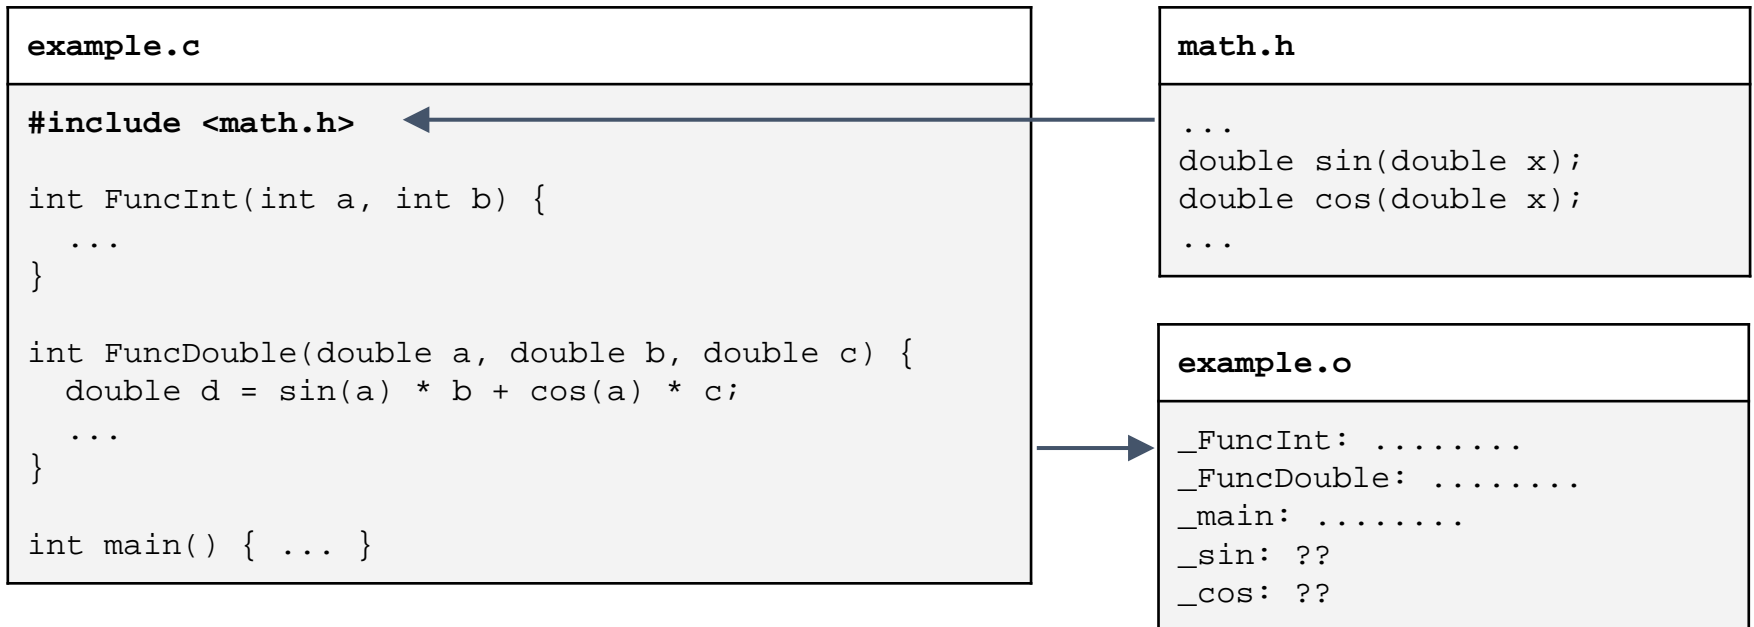 example.c
#include <math.h>
int FuncInt(int a, int b) {
...
}
int FuncDouble(double a, double b, double c) {
double d = sin(a) * b + cos(a) * c;
...
}
int main() { ... }
math.h
...
double sin(double x);
double cos(double x);
...
example.o
_FuncInt: ........
_FuncDouble: ........
_main: ........
_sin: ??
_cos: ??